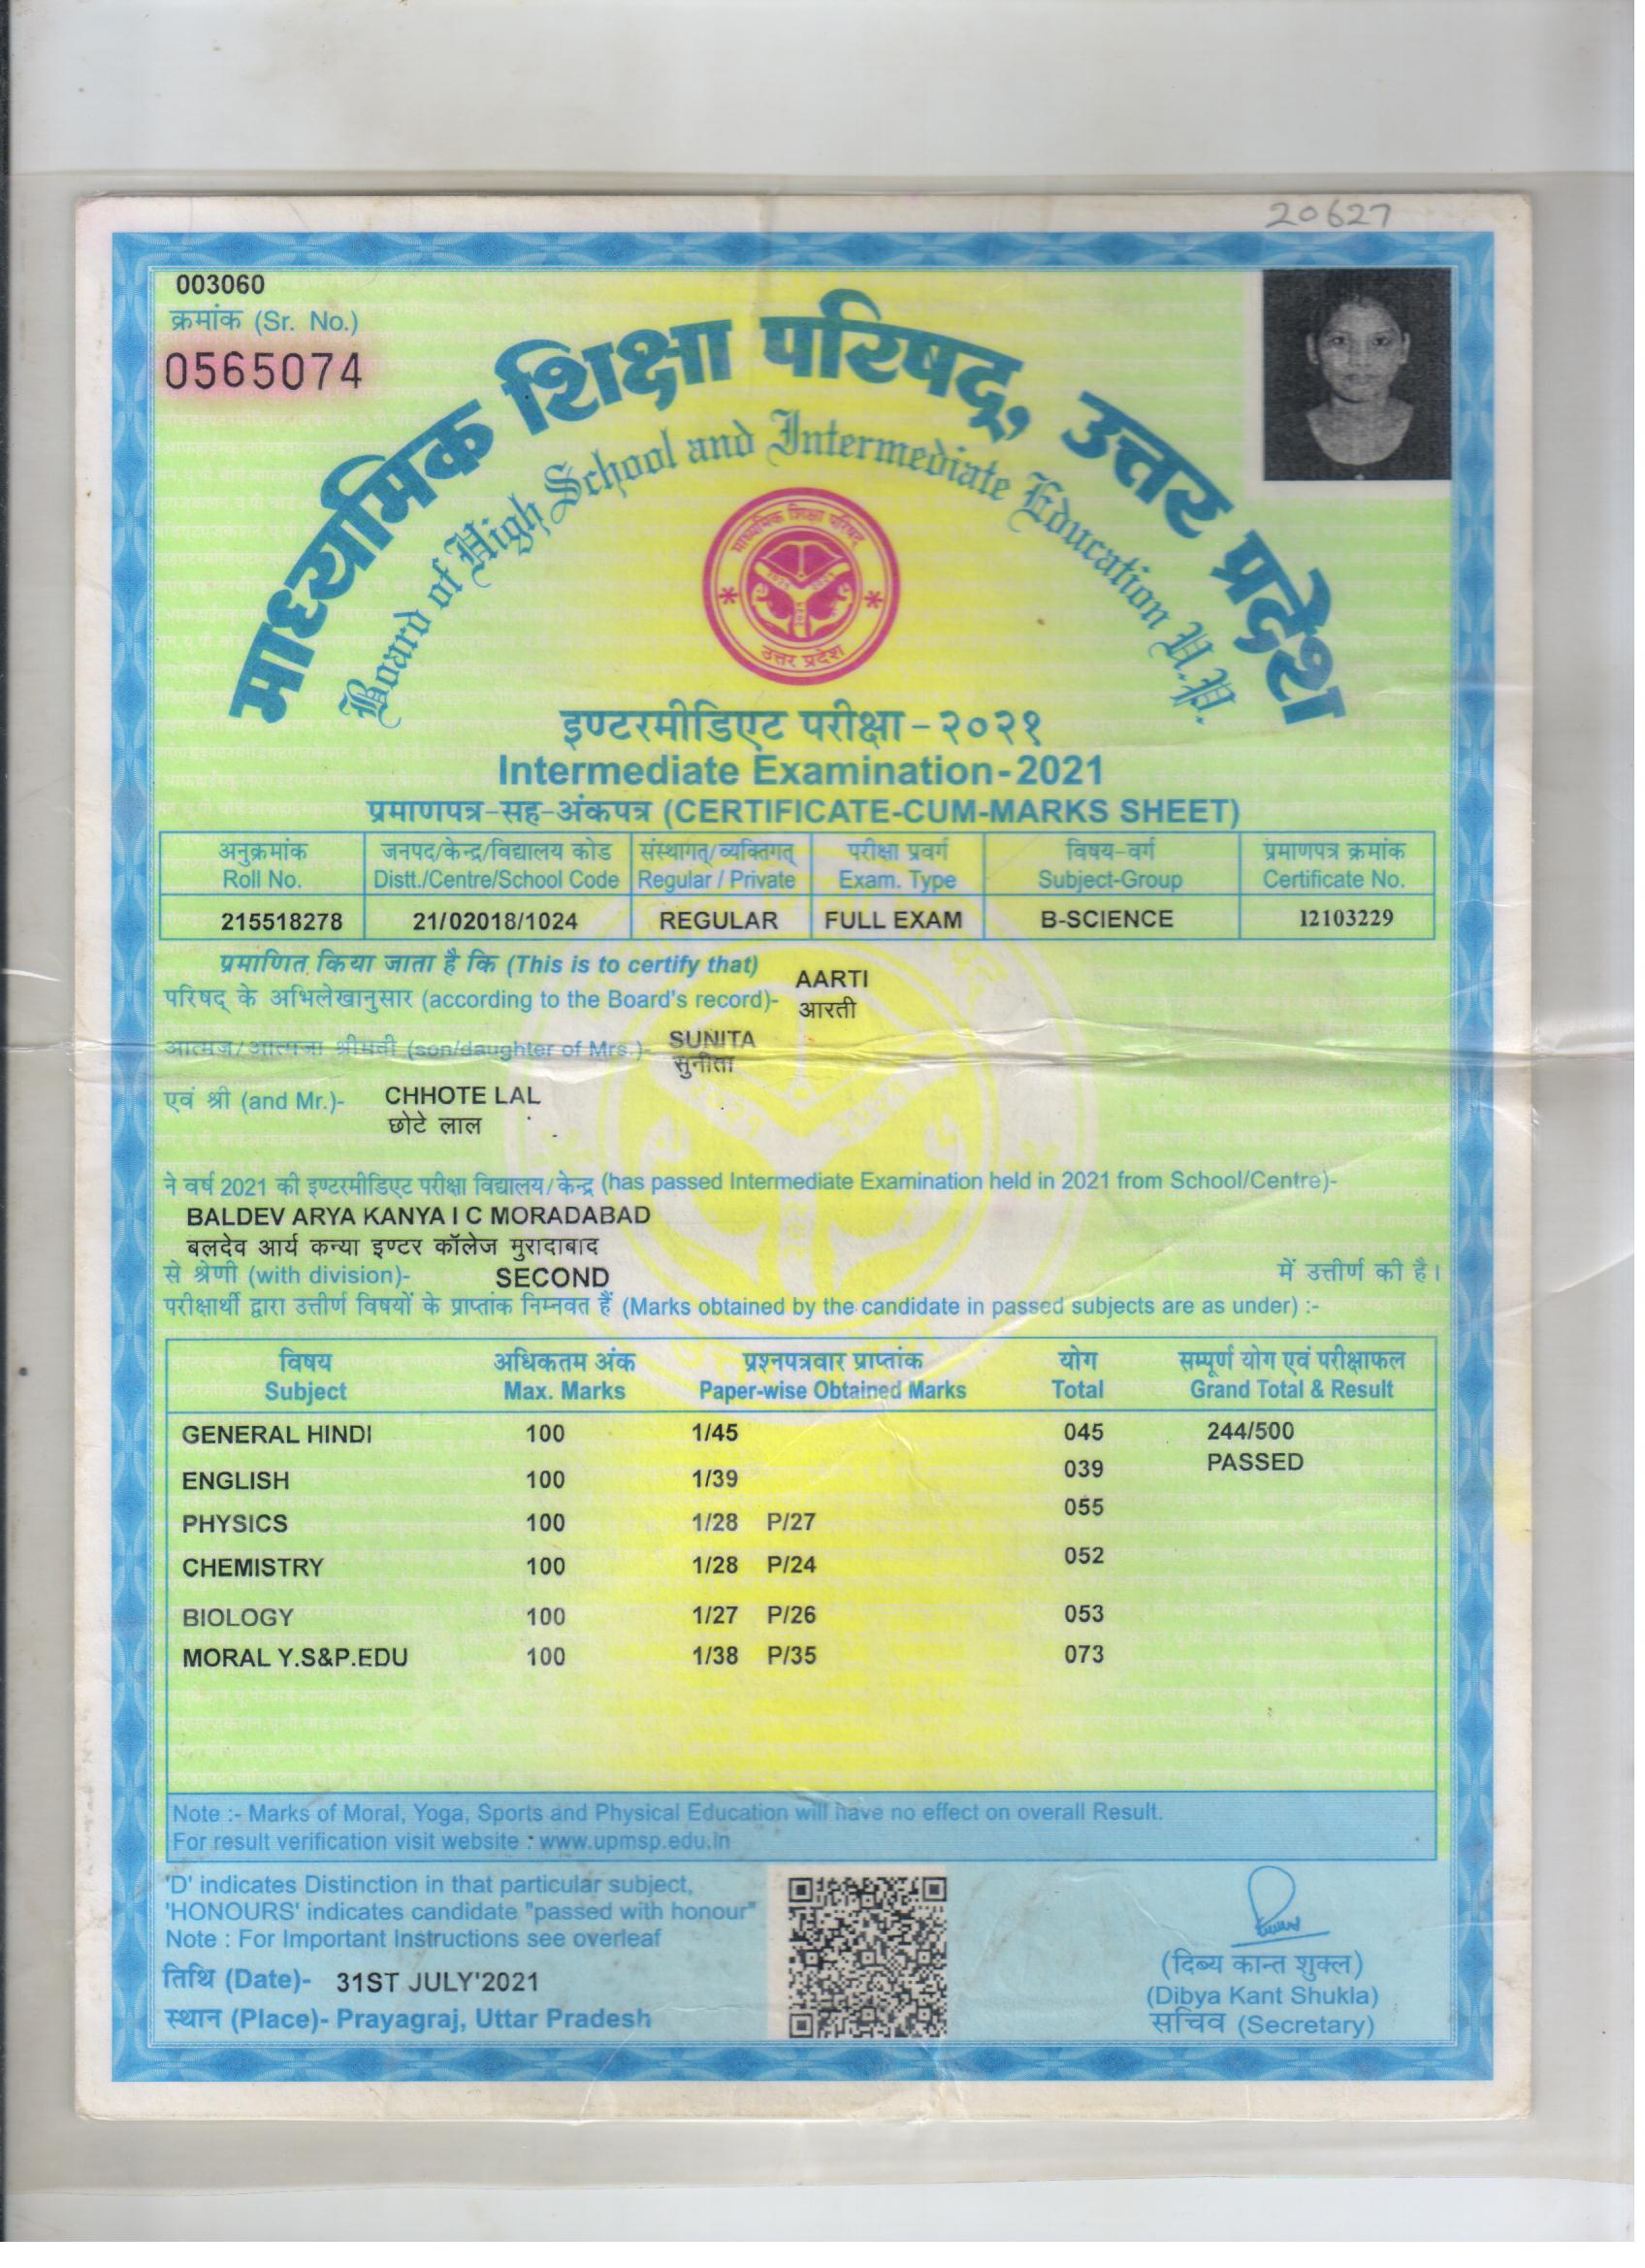 20627
003060
क्रमांक (Sr. No.)
0565074
माध्यमिक शिक्षा परिषद्, उत्तर प्रदेश
Board of High School and Intermediate Education U.P.
माध्यमिक शिक्षा परिषद्
उत्तर प्रदेश
इण्टरमीडिएट परीक्षा-२०२१
Intermediate Examination-2021
प्रमाणपत्र-सह-अंकपत्र (CERTIFICATE-CUM-MARKS SHEET)
अनुक्रमांक जनपद/केन्द्र/विद्यालय कोड संस्थागत्/व्यक्तिगत् परीक्षा प्रवर्ग विषय-वर्ग प्रमाणपत्र क्रमांक
Roll No. Distt./Centre/School Code Regular / Private Exam. Type Subject-Group Certificate No.
215518278 21/02018/1024 REGULAR FULL EXAM B-SCIENCE 12103229
प्रमाणित किया जाता है कि (This is to certify that) AARTI
परिषद् के अभिलेखानुसार (according to the Board's record)- आरती
आत्मज/आत्मजा श्रीमती (son/daughter of Mrs.)- SUNITA
सुनीता
एवं श्री (and Mr.)- CHHOTE LAL
छोटे लाल
ने वर्ष 2021 की इण्टरमीडिएट परीक्षा विद्यालय/केन्द्र (has passed Intermediate Examination held in 2021 from School/Centre)-
BALDEV ARYA KANYA I C MORADABAD
बलदेव आर्य कन्या इण्टर कॉलेज मुरादाबाद
से श्रेणी (with division)- SECOND में उत्तीर्ण की है।
परीक्षार्थी द्वारा उत्तीर्ण विषयों के प्राप्तांक निम्नवत हैं (Marks obtained by the candidate in passed subjects are as under) :-
विषय अधिकतम अंक प्रश्नपत्रवार प्राप्तांक योग सम्पूर्ण योग एवं परीक्षाफल
Subject Max. Marks Paper-wise Obtained Marks Total Grand Total & Result
GENERAL HINDI 100 1/45 045 244/500
PASSED
ENGLISH 100 1/39 039
PHYSICS 100 1/28 P/27 055
CHEMISTRY 100 1/28 P/24 052
BIOLOGY 100 1/27 P/26 053
MORAL Y.S&P.EDU 100 1/38 P/35 073
Note :- Marks of Moral, Yoga, Sports and Physical Education will have no effect on overall Result.
For result verification visit website : www.upmsp.edu.in
'D' indicates Distinction in that particular subject,
'HONOURS' indicates candidate "passed with honour"
Note : For Important Instructions see overleaf
तिथि (Date)- 31ST JULY'2021
स्थान (Place)- Prayagraj, Uttar Pradesh
(दिब्य कान्त शुक्ल)
(Dibya Kant Shukla)
सचिव (Secretary)